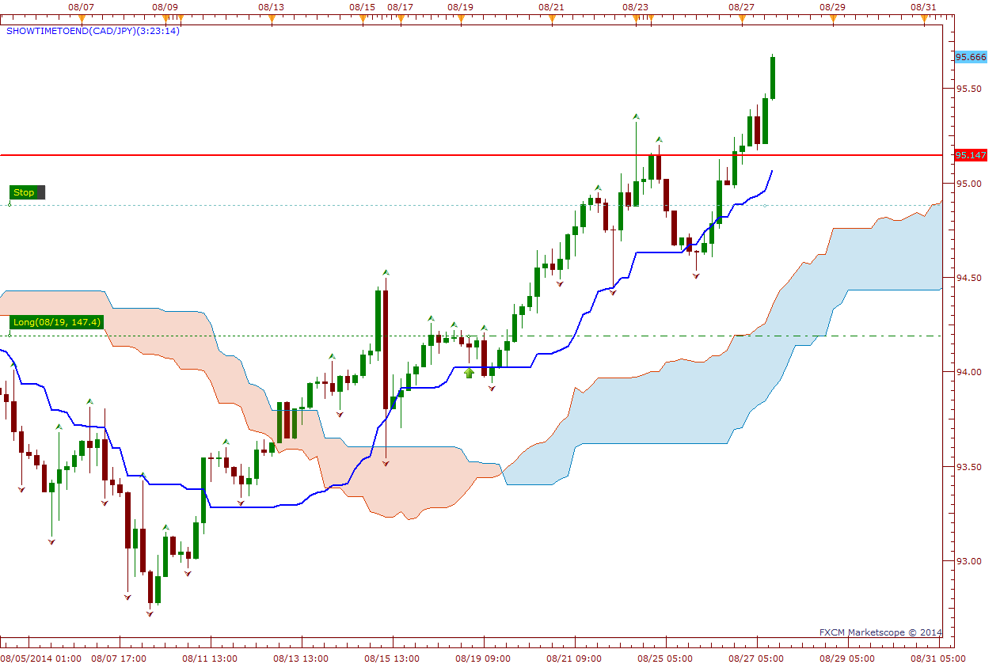 08/07 08/09 08/13 08/15 08/17 08/19 08/21 08/23 08/27 08/29 08/31
SHOWTIMETOEND(CAD/JPY)(3:23:14)
95.666
95.50
95.147
95.00
Stop
94.50
Long(08/19, 147.4)
94.00
93.50
93.00
FXCM Marketscope © 2014
08/05/2014 01:00 08/07 17:00 08/11 13:00 08/13 13:00 08/15 13:00 08/19 09:00 08/21 09:00 08/25 05:00 08/27 05:00 08/29 05:00 08/31 05:00